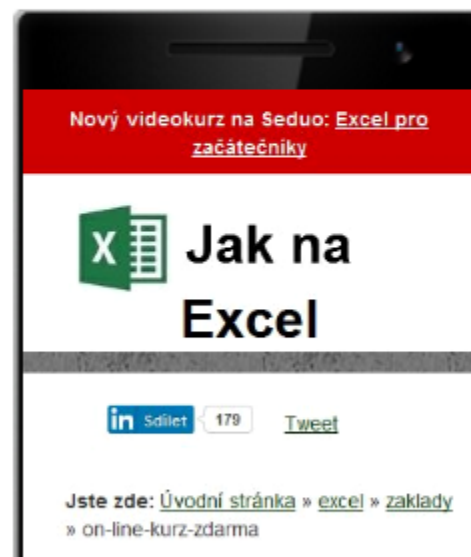 Nový videokurz na Seduo: Excel pro
začátečníky
X Jak na
Excel
in Sdílet 179 Tweet
Jste zde: Úvodní stránka » excel » zaklady
» on-line-kurz-zdarma